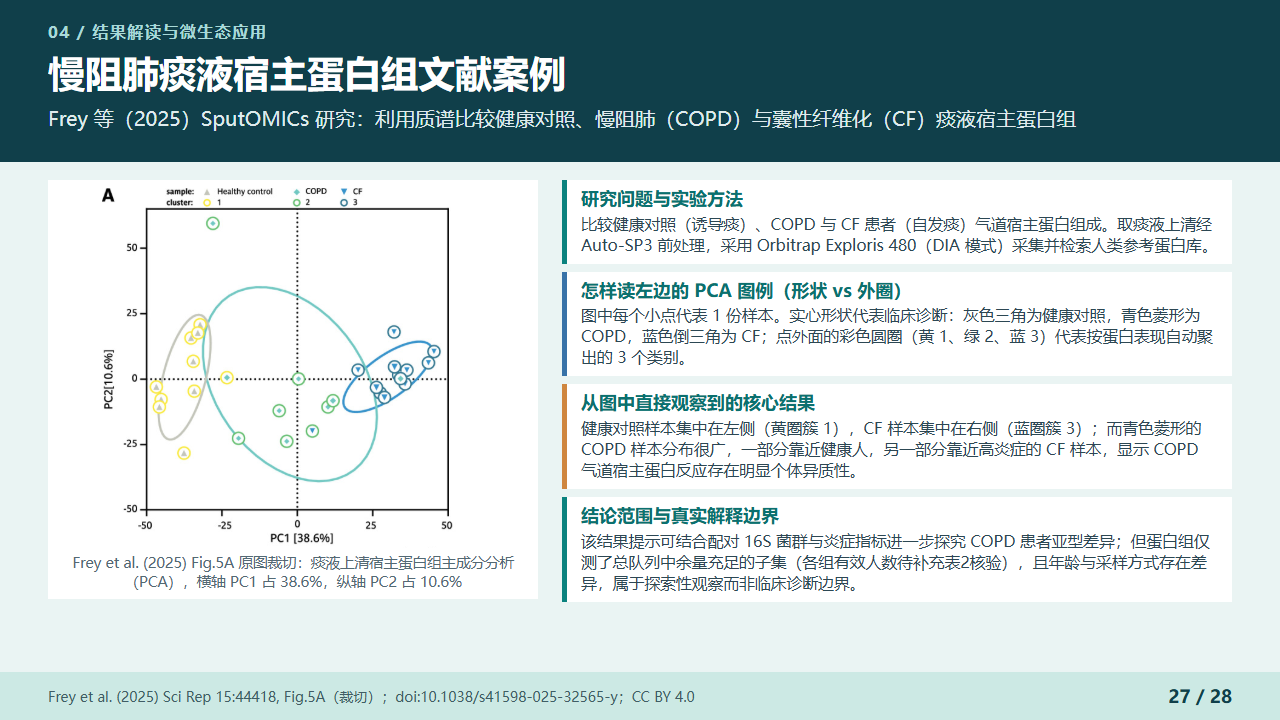 04 / 结果解读与微生态应用
慢阻肺痰液宿主蛋白组文献案例
Frey 等（2025）SputOMICs 研究：利用质谱比较健康对照、慢阻肺（COPD）与囊性纤维化（CF）痰液宿主蛋白组
A
sample: Healthy control COPD CF
cluster: 1 2 3
50
25
0
-25
-50
-50 -25 0 25 50
PC2[10.6%]
PC1 [38.6%]
Frey et al. (2025) Fig.5A 原图裁切：痰液上清宿主蛋白组主成分分析
（PCA），横轴 PC1 占 38.6%，纵轴 PC2 占 10.6%
研究问题与实验方法
比较健康对照（诱导痰）、COPD 与 CF 患者（自发痰）气道宿主蛋白组成。取痰液上清经
Auto-SP3 前处理，采用 Orbitrap Exploris 480（DIA 模式）采集并检索人类参考蛋白库。
怎样读左边的 PCA 图例（形状 vs 外圈）
图中每个小点代表 1 份样本。实心形状代表临床诊断：灰色三角为健康对照，青色菱形为
COPD，蓝色倒三角为 CF；点外面的彩色圆圈（黄 1、绿 2、蓝 3）代表按蛋白表现自动聚
出的 3 个类别。
从图中直接观察到的核心结果
健康对照样本集中在左侧（黄圈簇 1），CF 样本集中在右侧（蓝圈簇 3）；而青色菱形的
COPD 样本分布很广，一部分靠近健康人，另一部分靠近高炎症的 CF 样本，显示 COPD
气道宿主蛋白反应存在明显个体异质性。
结论范围与真实解释边界
该结果提示可结合配对 16S 菌群与炎症指标进一步探究 COPD 患者亚型差异；但蛋白组仅
测了总队列中余量充足的子集（各组有效人数待补充表2核验），且年龄与采样方式存在差
异，属于探索性观察而非临床诊断边界。
Frey et al. (2025) Sci Rep 15:44418, Fig.5A（裁切）；doi:10.1038/s41598-025-32565-y；CC BY 4.0
27 / 28